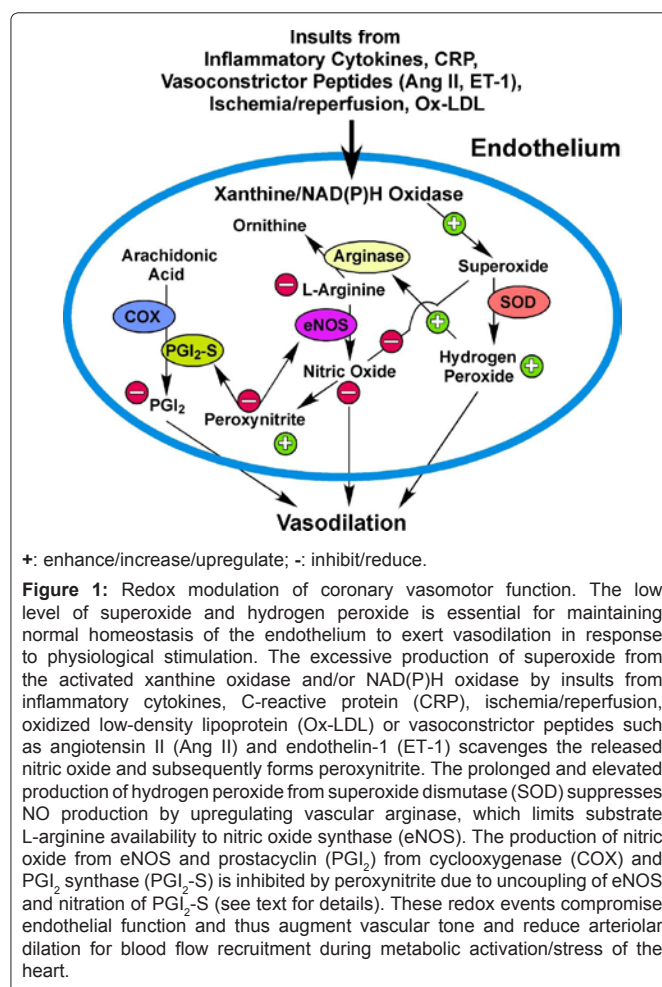 Insults from
Inflammatory Cytokines, CRP,
Vasoconstrictor Peptides (Ang II, ET-1),
Ischemia/reperfusion, Ox-LDL
Endothelium
Xanthine/NAD(P)H Oxidase
+
Ornithine
Arachidonic
Acid
Arginase
Superoxide
−
L-Arginine
COX
eNOS
+
SOD
PGI₂-S
−
Nitric Oxide
Hydrogen
Peroxide
+
−
PGI₂
−
Peroxynitrite
−
+
Vasodilation
+: enhance/increase/upregulate; -: inhibit/reduce.
Figure 1: Redox modulation of coronary vasomotor function. The low
level of superoxide and hydrogen peroxide is essential for maintaining
normal homeostasis of the endothelium to exert vasodilation in response
to physiological stimulation. The excessive production of superoxide from
the activated xanthine oxidase and/or NAD(P)H oxidase by insults from
inflammatory cytokines, C-reactive protein (CRP), ischemia/reperfusion,
oxidized low-density lipoprotein (Ox-LDL) or vasoconstrictor peptides such
as angiotensin II (Ang II) and endothelin-1 (ET-1) scavenges the released
nitric oxide and subsequently forms peroxynitrite. The prolonged and elevated
production of hydrogen peroxide from superoxide dismutase (SOD) suppresses
NO production by upregulating vascular arginase, which limits substrate
L-arginine availability to nitric oxide synthase (eNOS). The production of nitric
oxide from eNOS and prostacyclin (PGI₂) from cyclooxygenase (COX) and
PGI₂ synthase (PGI₂-S) is inhibited by peroxynitrite due to uncoupling of eNOS
and nitration of PGI₂-S (see text for details). These redox events compromise
endothelial function and thus augment vascular tone and reduce arteriolar
dilation for blood flow recruitment during metabolic activation/stress of the
heart.